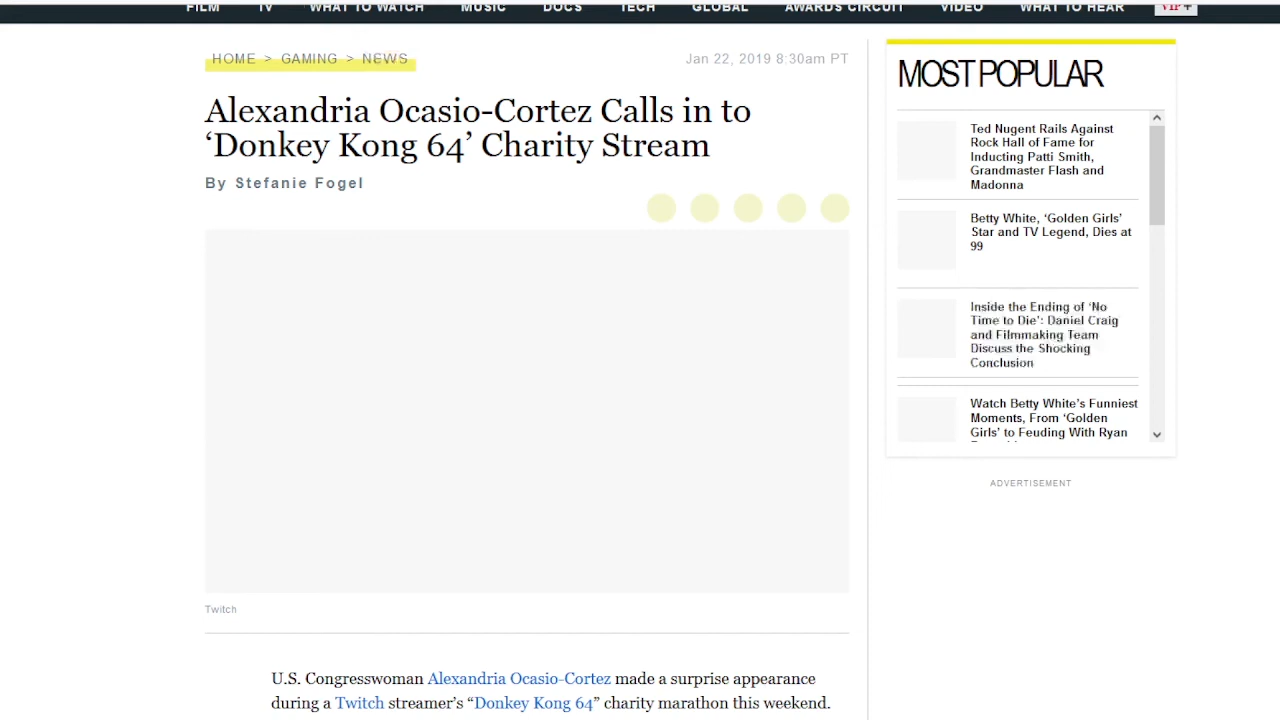 FILM TV WHAT TO WATCH MUSIC DOCS TECH GLOBAL AWARDS CIRCUIT VIDEO WHAT TO HEAR VIP+
HOME > GAMING > NEWS
Jan 22, 2019 8:30am PT
Alexandria Ocasio-Cortez Calls in to
‘Donkey Kong 64’ Charity Stream
By Stefanie Fogel
Twitch
U.S. Congresswoman Alexandria Ocasio-Cortez made a surprise appearance
during a Twitch streamer’s “Donkey Kong 64” charity marathon this weekend.
MOST POPULAR
Ted Nugent Rails Against
Rock Hall of Fame for
Inducting Patti Smith,
Grandmaster Flash and
Madonna
Betty White, ‘Golden Girls’
Star and TV Legend, Dies at
99
Inside the Ending of ‘No
Time to Die’: Daniel Craig
and Filmmaking Team
Discuss the Shocking
Conclusion
Watch Betty White’s Funniest
Moments, From ‘Golden
Girls’ to Feuding With Ryan
ADVERTISEMENT